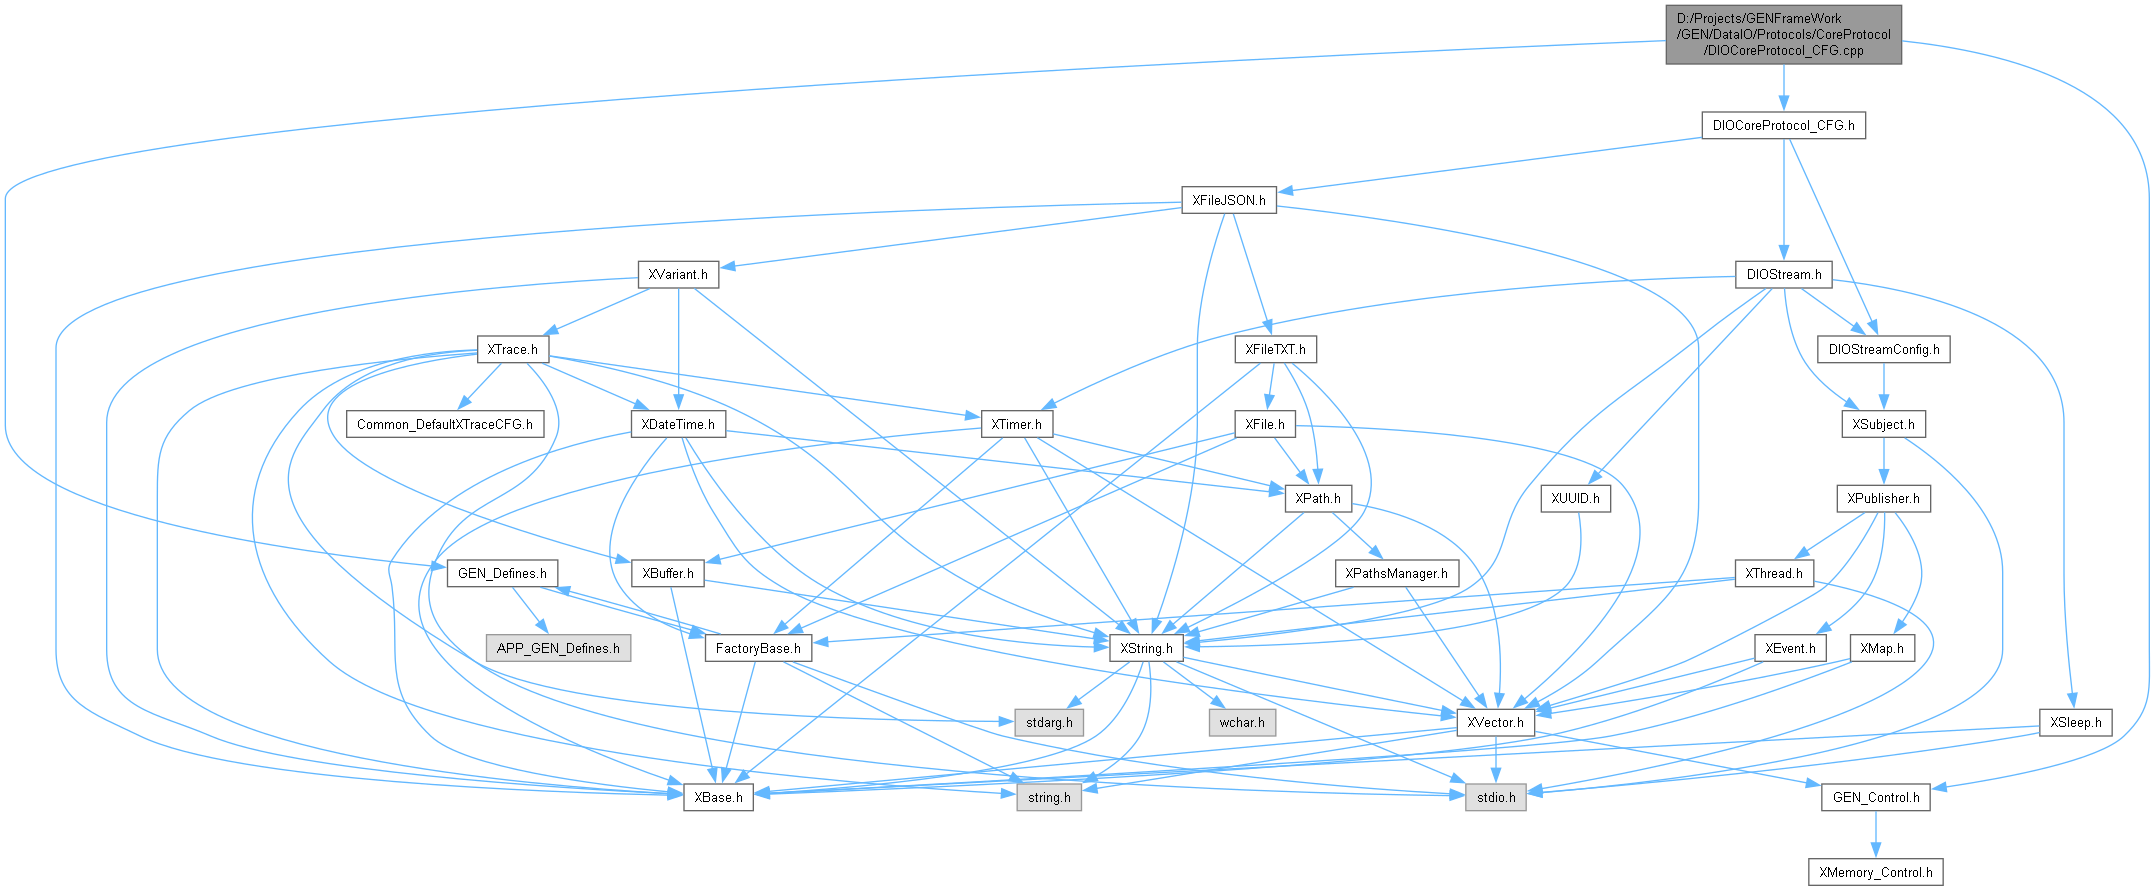 D:/Projects/GENFrameWork
/GEN/DataIO/Protocols/CoreProtocol
/DIOCoreProtocol_CFG.cpp
DIOCoreProtocol_CFG.h
XFileJSON.h
XVariant.h
DIOStream.h
XTrace.h
XFileTXT.h
DIOStreamConfig.h
Common_DefaultXTraceCFG.h
XDateTime.h
XTimer.h
XFile.h
XSubject.h
XPath.h
XUUID.h
XPublisher.h
GEN_Defines.h
XBuffer.h
XPathsManager.h
XThread.h
APP_GEN_Defines.h
FactoryBase.h
XString.h
XEvent.h
XMap.h
stdarg.h
wchar.h
XVector.h
XSleep.h
XBase.h
string.h
stdio.h
GEN_Control.h
XMemory_Control.h